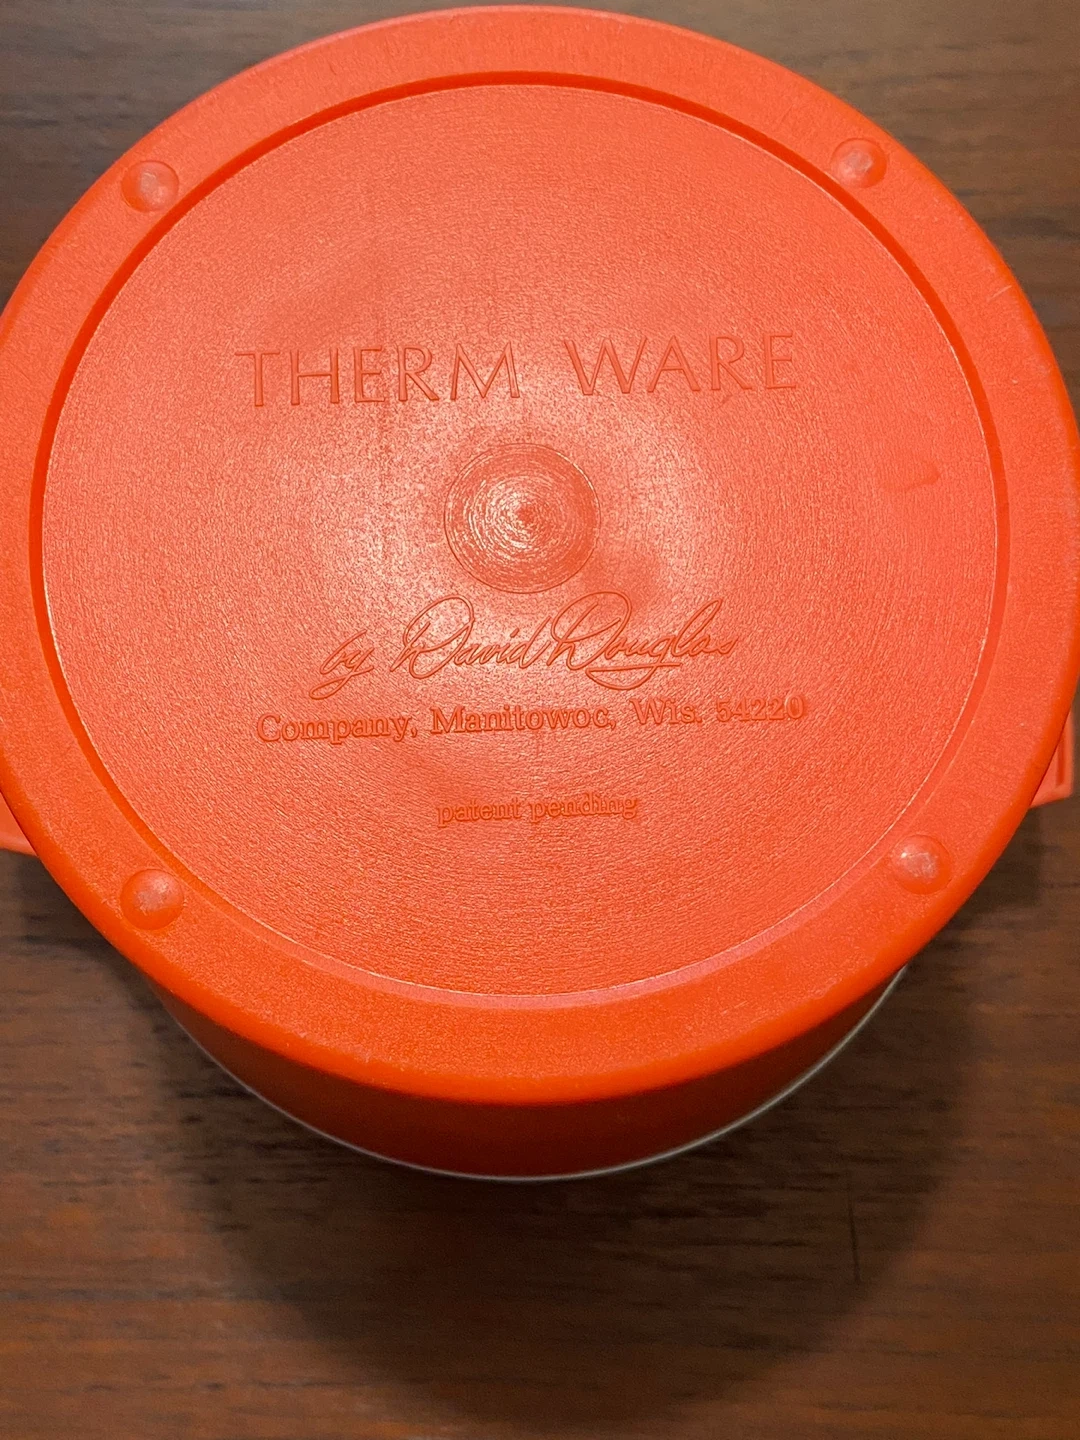 THERM WARE
by David Douglas
Company, Manitowoc, Wis. 54220
patent pending